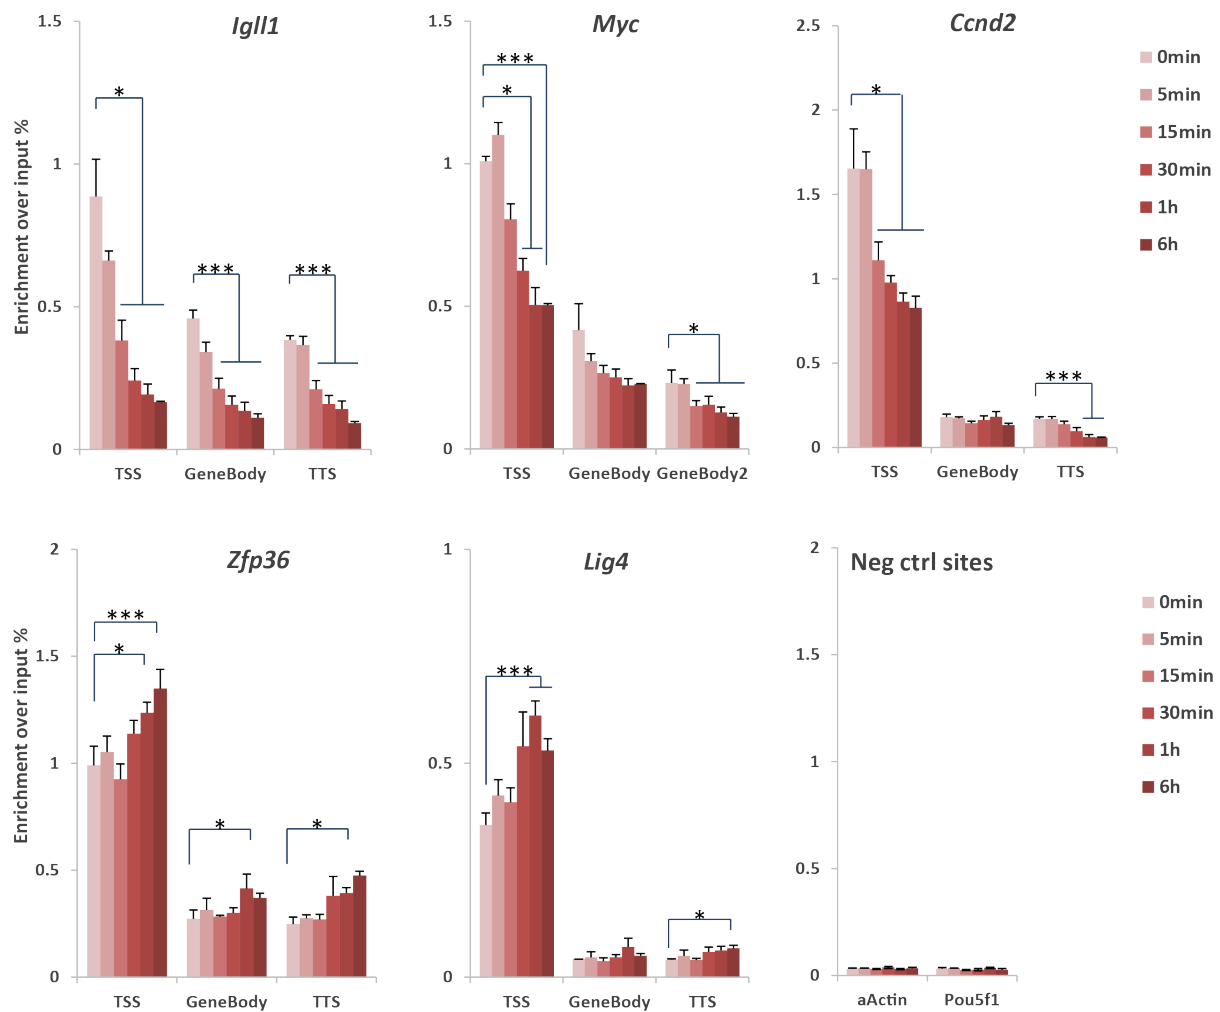 Igll1
Enrichment over input %
1.5
1
0.5
0
*
***
***
TSS
GeneBody
TTS
Myc
1.5
1
0.5
0
***
*
*
TSS
GeneBody
GeneBody2
Ccnd2
2.5
2
1.5
1
0.5
0
*
***
TSS
GeneBody
TTS
0min
5min
15min
30min
1h
6h
Zfp36
Enrichment over input %
2
1.5
1
0.5
0
***
*
*
*
TSS
GeneBody
TTS
Lig4
1
0.5
0
***
*
TSS
GeneBody
TTS
Neg ctrl sites
2
1.5
1
0.5
0
aActin
Pou5f1
0min
5min
15min
30min
1h
6h